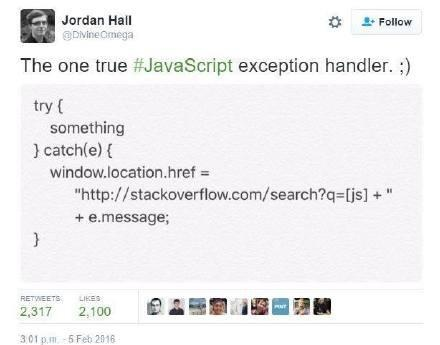 Jordan Hall
@DivineOmega
Follow
The one true #JavaScript exception handler. ;)
try {
something
} catch(e) {
window.location.href =
"http://stackoverflow.com/search?q=[js] + "
+ e.message;
}
RETWEETS LIKES
2,317 2,100
3:01 p.m. - 5 Feb 2016